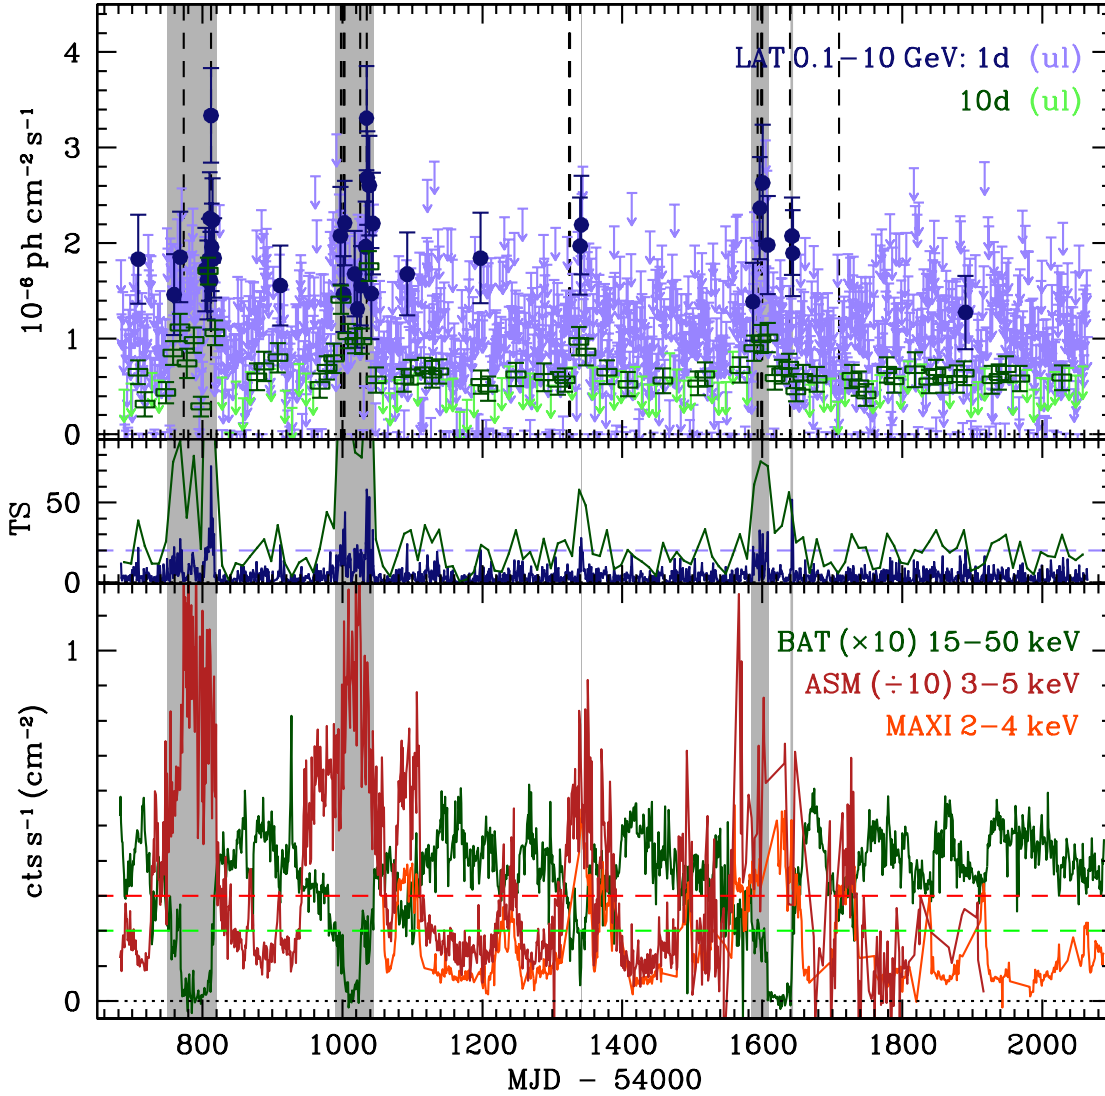 4
3
2
1
0
10⁻⁶ ph cm⁻² s⁻¹
LAT 0.1−10 GeV: 1d (ul)
10d (ul)
50
0
TS
1
0
cts s⁻¹ (cm⁻²)
BAT (×10) 15−50 keV
ASM (÷10) 3−5 keV
MAXI 2−4 keV
800 1000 1200 1400 1600 1800 2000
MJD − 54000